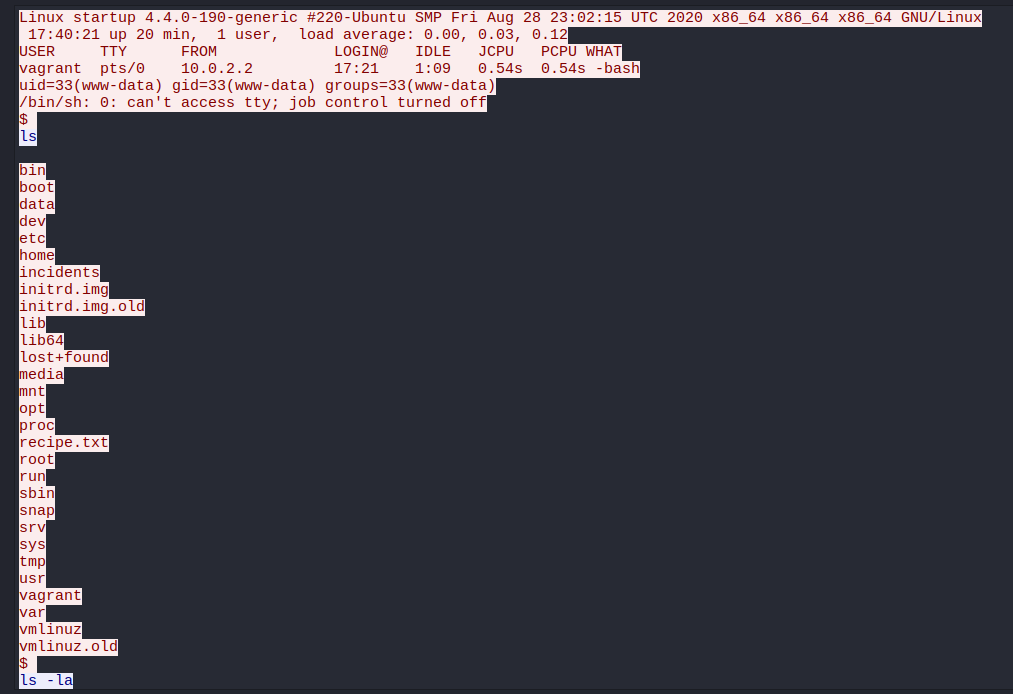 Linux startup 4.4.0-190-generic #220-Ubuntu SMP Fri Aug 28 23:02:15 UTC 2020 x86_64 x86_64 x86_64 GNU/Linux
 17:40:21 up 20 min,  1 user,  load average: 0.00, 0.03, 0.12
USER     TTY      FROM             LOGIN@   IDLE   JCPU   PCPU WHAT
vagrant  pts/0    10.0.2.2         17:21    1:09   0.54s  0.54s -bash
uid=33(www-data) gid=33(www-data) groups=33(www-data)
/bin/sh: 0: can't access tty; job control turned off
$
ls
bin
boot
data
dev
etc
home
incidents
initrd.img
initrd.img.old
lib
lib64
lost+found
media
mnt
opt
proc
recipe.txt
root
run
sbin
snap
srv
sys
tmp
usr
vagrant
var
vmlinuz
vmlinuz.old
$
ls -la